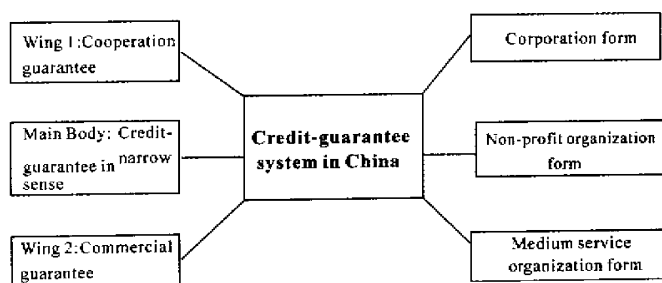 Wing 1:Cooperation
guarantee
Main Body: Credit-
guarantee in narrow
sense
Wing 2:Commercial
guarantee
Credit-guarantee
system in China
Corporation form
Non-profit organization
form
Medium service
organization form